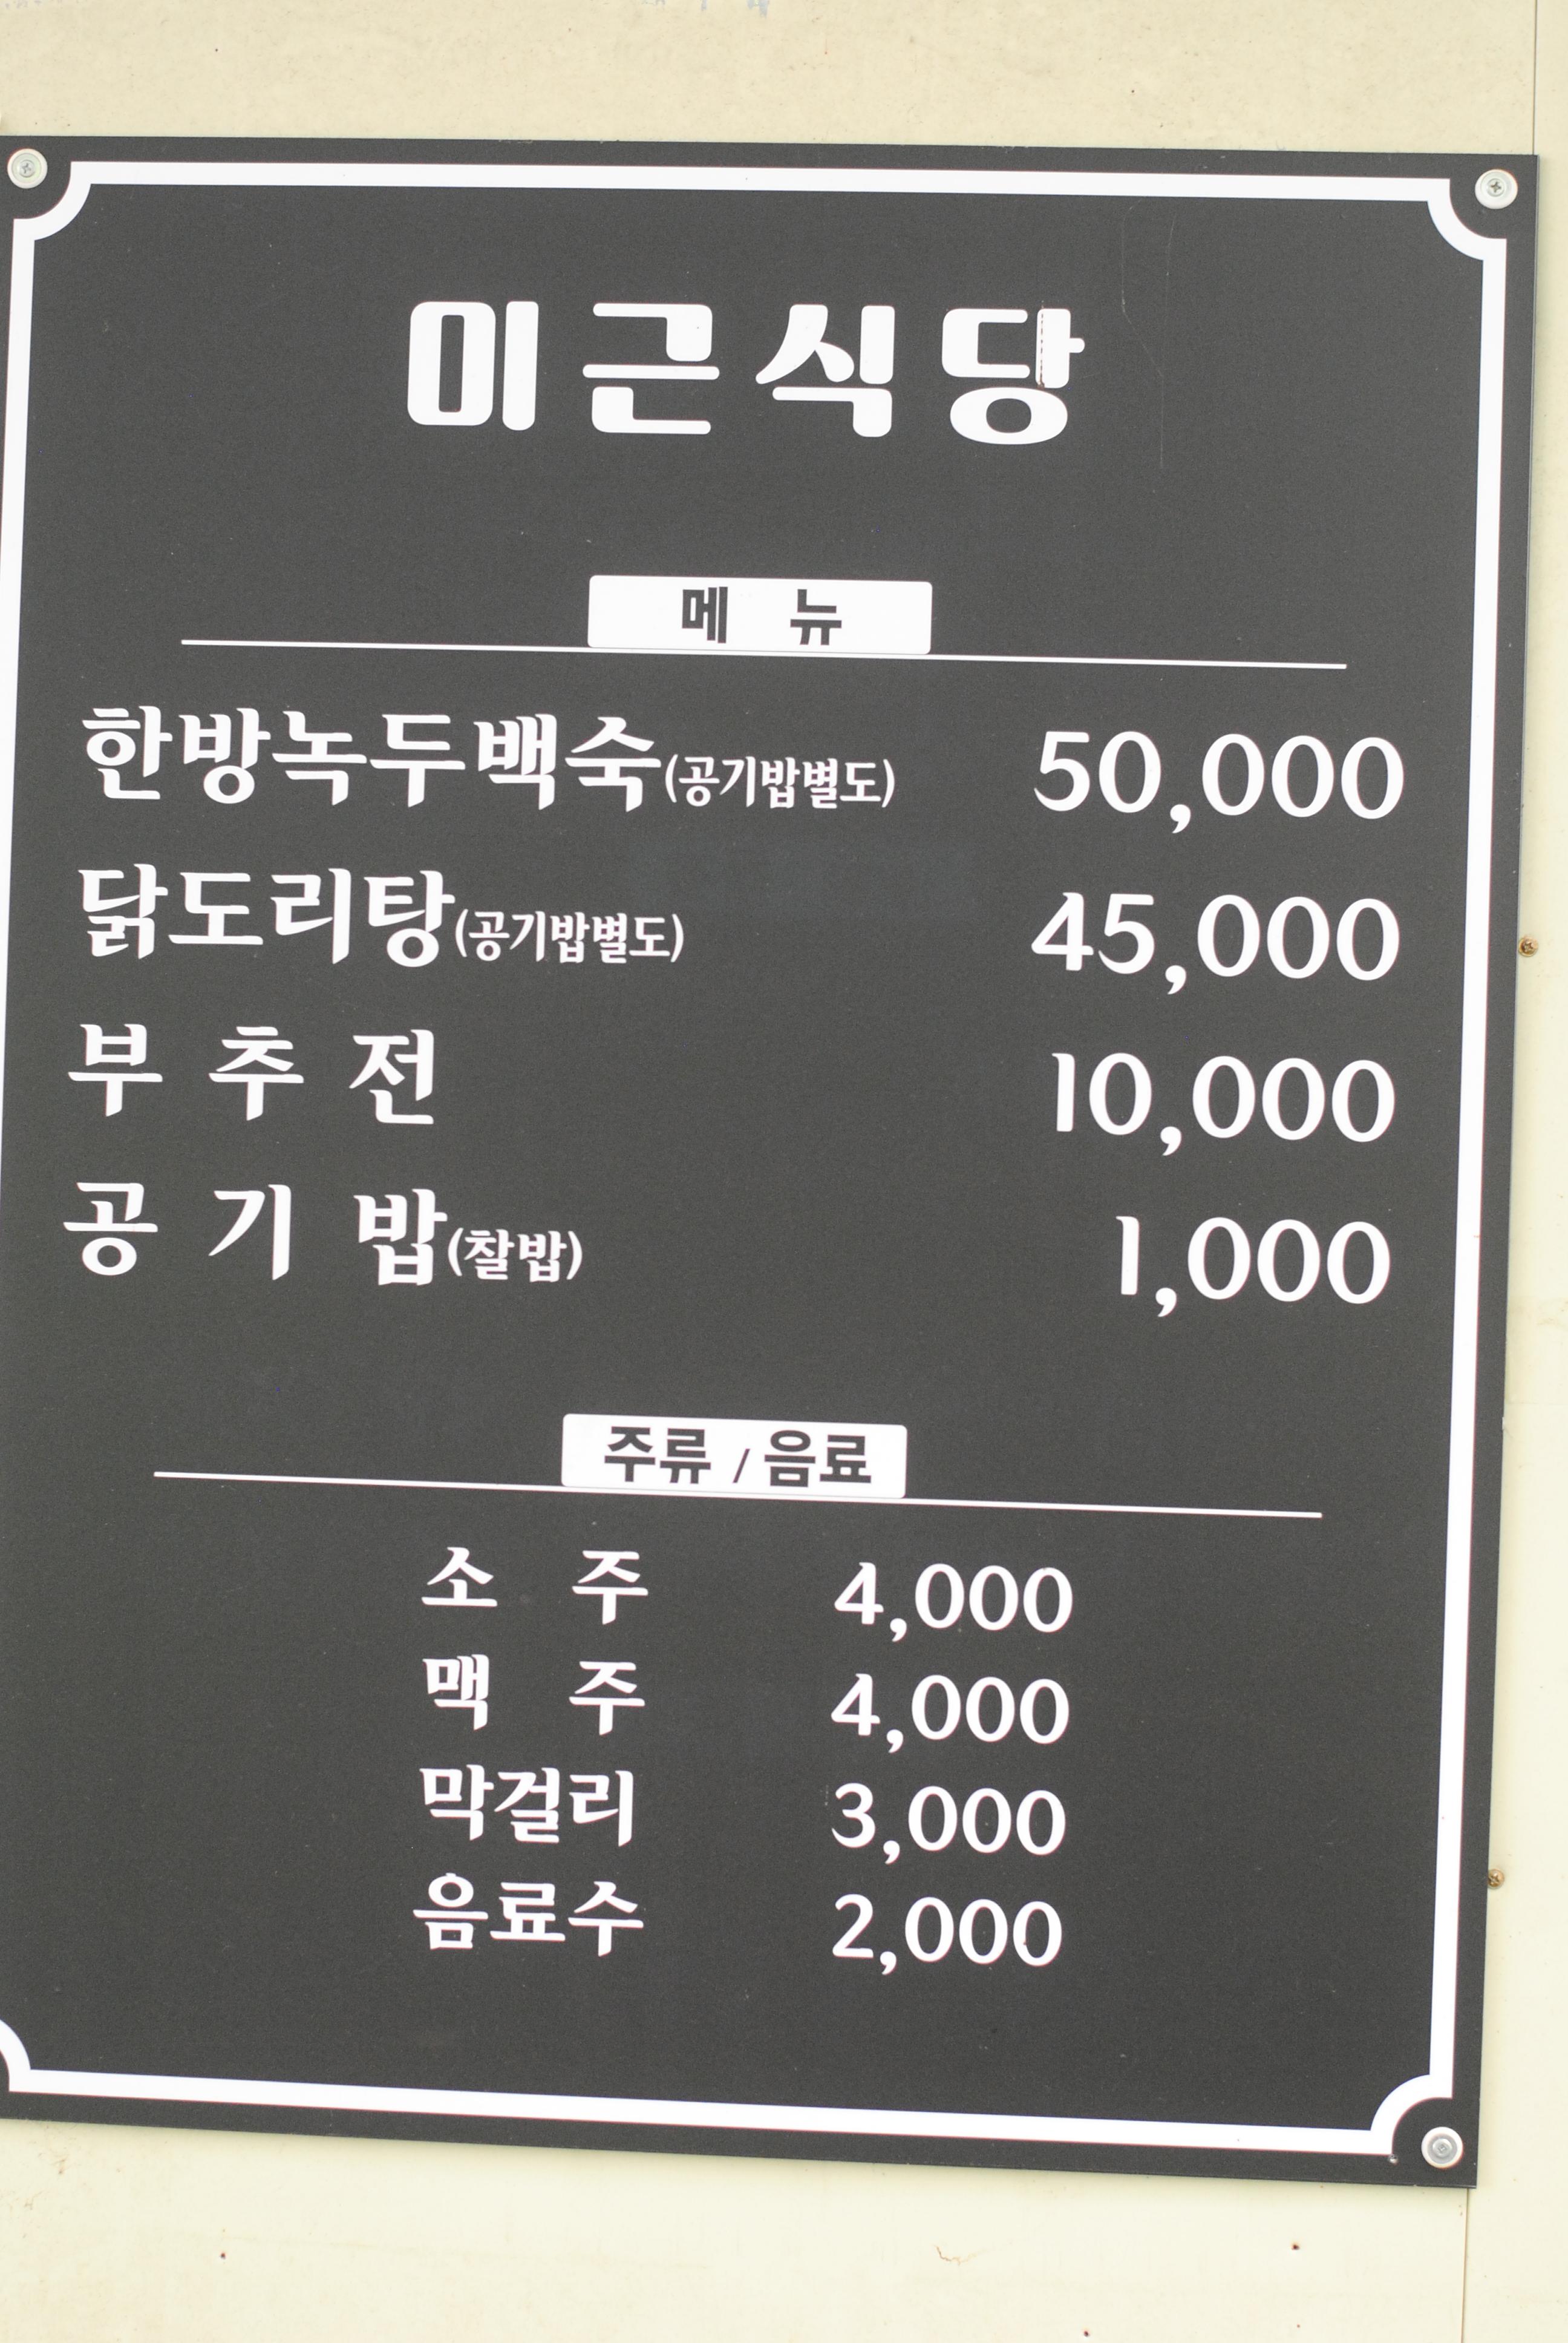 미근식당
메 뉴
한방녹두백숙(공기밥별도) 50,000
닭도리탕(공기밥별도) 45,000
부 추 전 10,000
공 기 밥(찰밥) 1,000
주류 / 음료
소 주 4,000
맥 주 4,000
막걸리 3,000
음료수 2,000